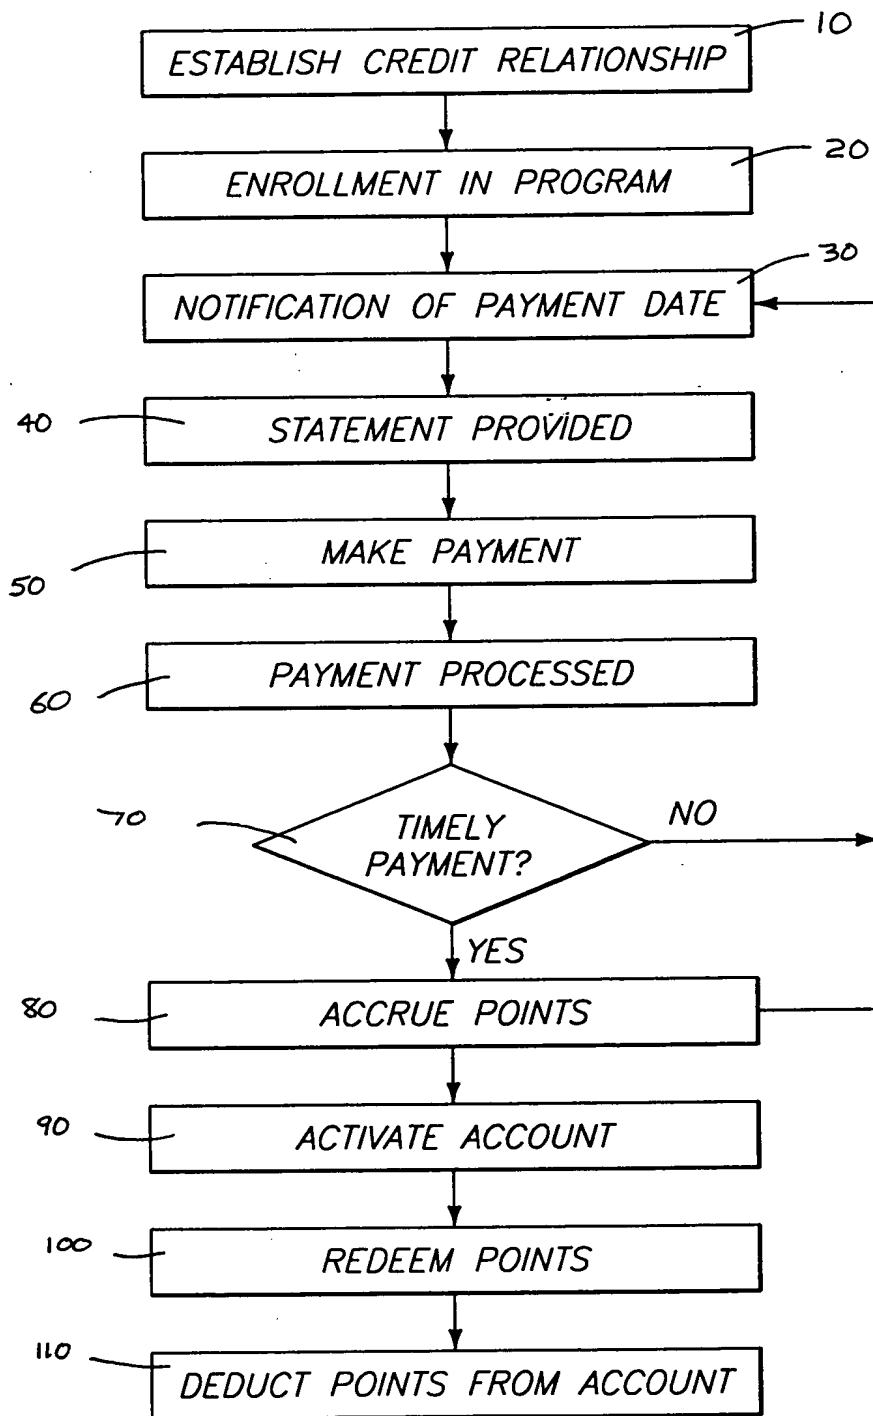 10
ESTABLISH CREDIT RELATIONSHIP
20
ENROLLMENT IN PROGRAM
30
NOTIFICATION OF PAYMENT DATE
40
STATEMENT PROVIDED
MAKE PAYMENT
50
PAYMENT PROCESSED
60
70
TIMELY
PAYMENT?
NO
YES
80
ACCRUE POINTS
90
ACTIVATE ACCOUNT
100
REDEEM POINTS
110
DEDUCT POINTS FROM ACCOUNT